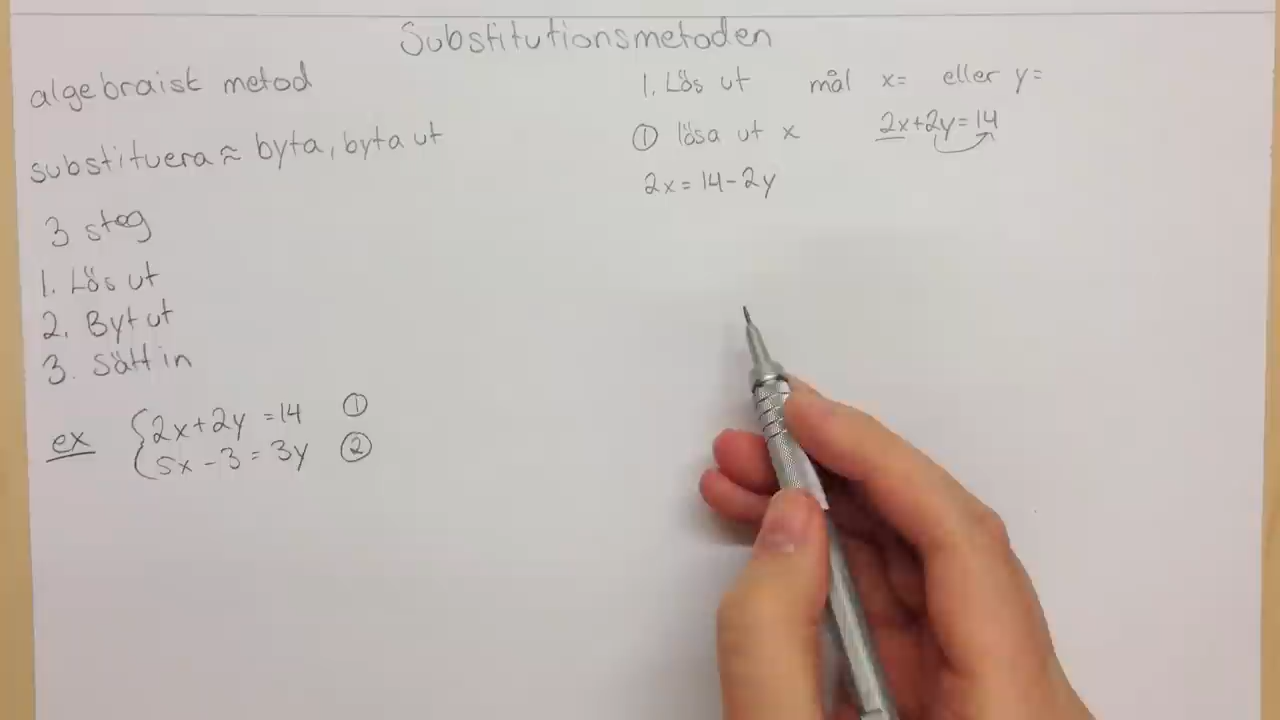 Substitutionsmetoden
algebraisk metod
substituera ≈ byta, byta ut
3 steg
1. Lös ut
2. Byt ut
3. Sätt in
ex { 2x+2y = 14 ①
5x - 3 = 3y ②
1. Lös ut mål x= eller y=
① lösa ut x 2x+2y=14
2x = 14 - 2y